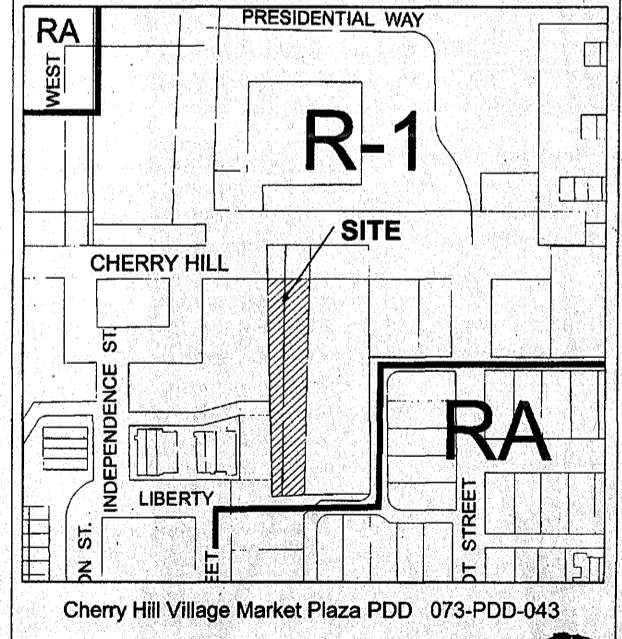 PRESIDENTIAL WAY
RA
WEST
R-1
SITE
CHERRY HILL
INDEPENDENCE ST.
RA
LIBERTY
ON ST.
EET
OT STREET
Cherry Hill Village Market Plaza PDD 073-PDD-043